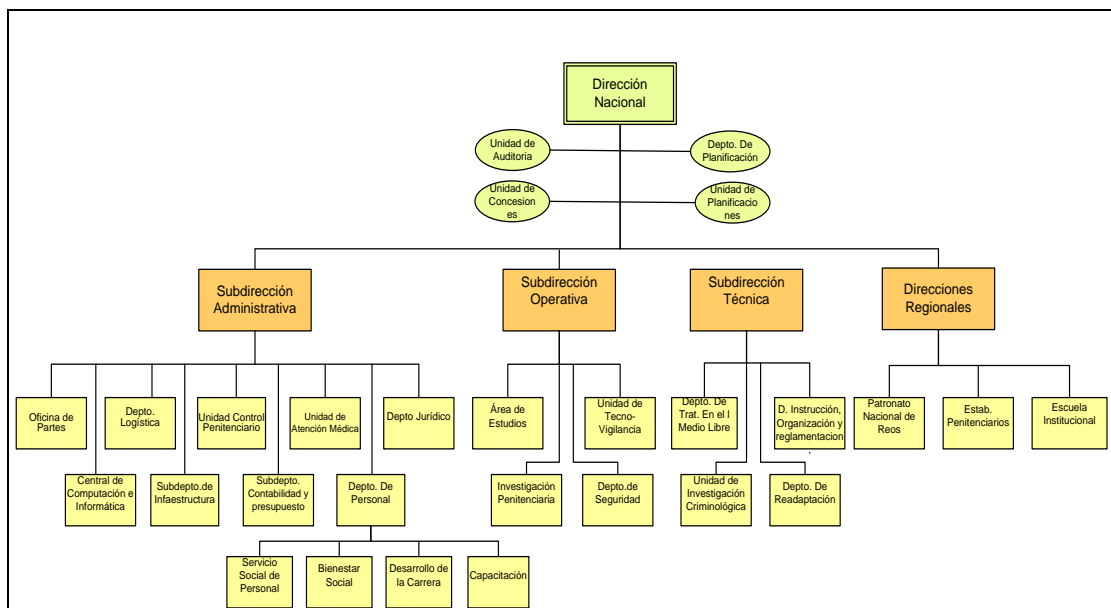 Dirección
Nacional
Unidad de
Auditoria
Depto. De
Planificación
Unidad de
Concesion
es
Unidad de
Planificacio
nes
Subdirección
Administrativa
Subdirección
Operativa
Subdirección
Técnica
Direcciones
Regionales
Oficina de
Partes
Depto.
Logística
Unidad Control
Penitenciario
Unidad de
Atención Médica
Depto Jurídico
Área de
Estudios
Unidad de
Tecno-
Vigilancia
Depto. De
Trat. En el l
Medio Libre
D. Instrucción,
Organización y
reglamentacion
,
Patronato
Nacional de
Reos
Estab.
Penitenciarios
Escuela
Institucional
Central de
Computación e
Informática
Subdepto.de
Infaestructura
Subdepto.
Contabilidad y
presupuesto
Depto. De
Personal
Investigación
Penitenciaria
Depto.de
Seguridad
Unidad de
Investigación
Criminológica
Depto. De
Readaptación
Servicio
Social de
Personal
Bienestar
Social
Desarrollo de
la Carrera
Capacitación